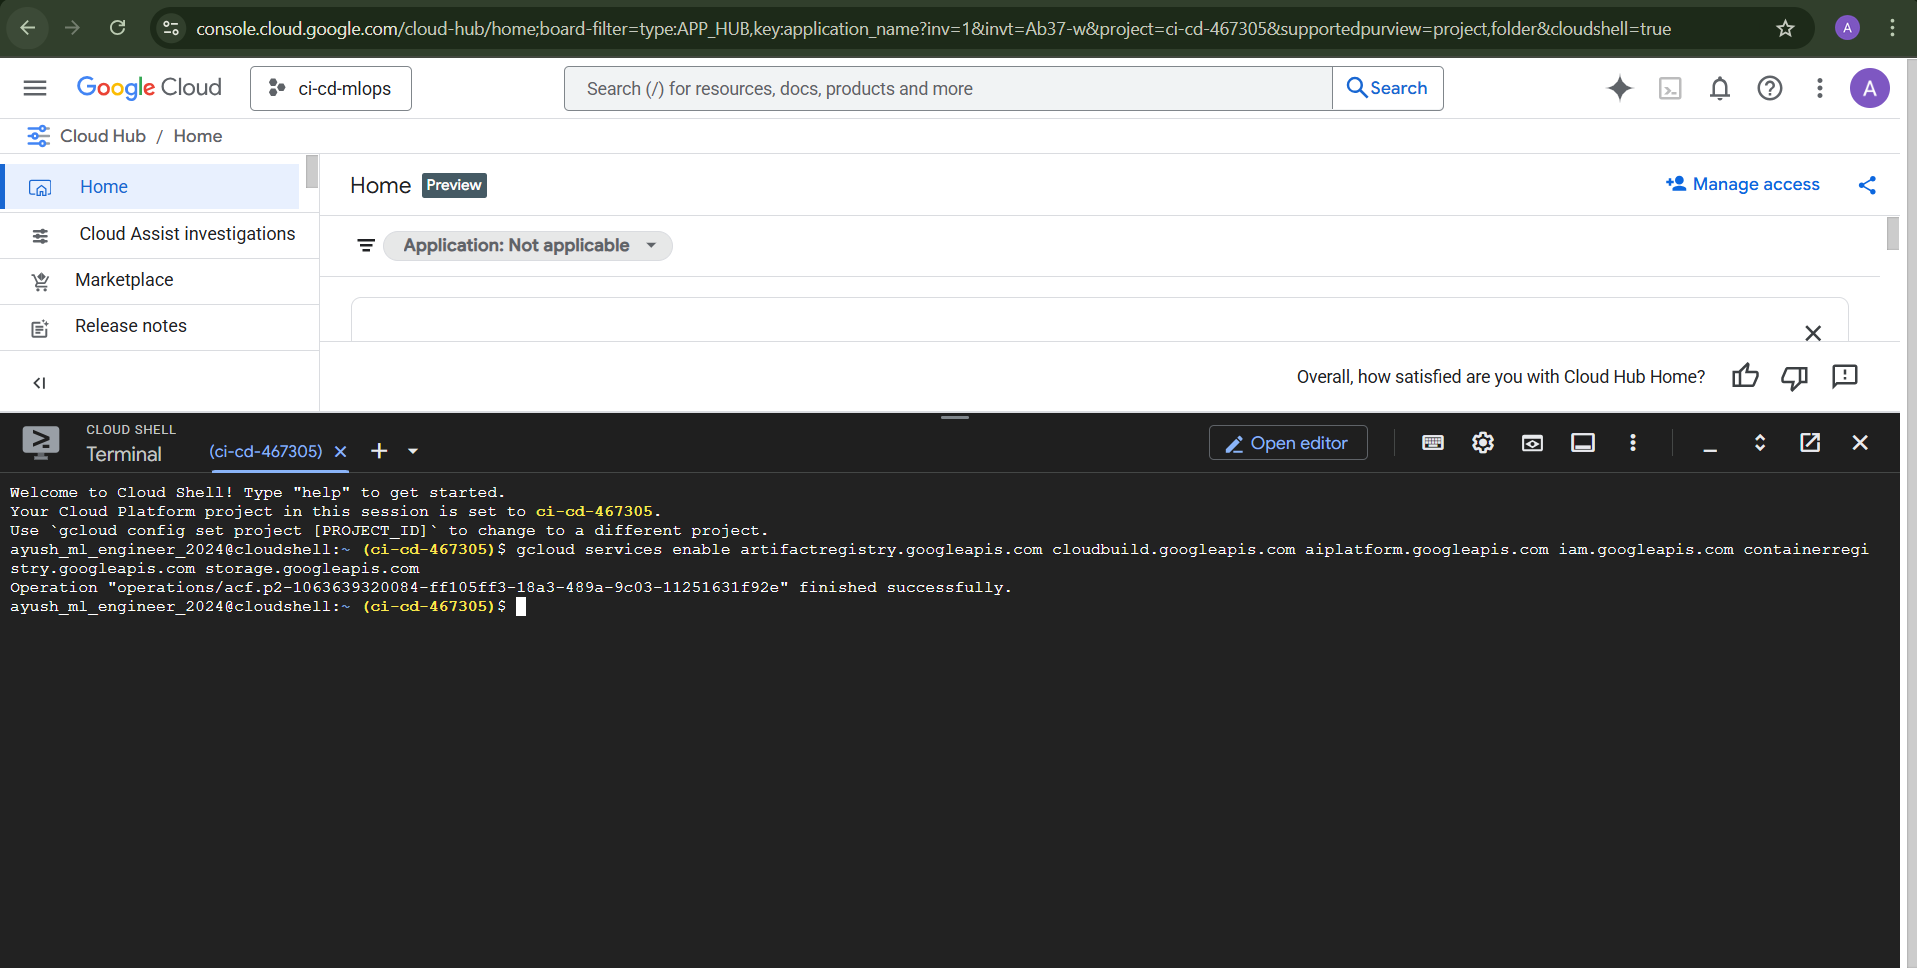 console.cloud.google.com/cloud-hub/home;board-filter=type:APP_HUB,key:application_name?inv=1&invt=Ab37-w&project=ci-cd-467305&supportedpurview=project,folder&cloudshell=true
A
Google Cloud
ci-cd-mlops
Search (/) for resources, docs, products and more
Search
A
Cloud Hub / Home
Home
Cloud Assist investigations
Marketplace
Release notes
Home Preview
Manage access
Application: Not applicable
Overall, how satisfied are you with Cloud Hub Home?
CLOUD SHELL
Terminal
(ci-cd-467305)
Open editor
Welcome to Cloud Shell! Type "help" to get started.
Your Cloud Platform project in this session is set to ci-cd-467305.
Use `gcloud config set project [PROJECT_ID]` to change to a different project.
ayush_ml_engineer_2024@cloudshell:~ (ci-cd-467305)$ gcloud services enable artifactregistry.googleapis.com cloudbuild.googleapis.com aiplatform.googleapis.com iam.googleapis.com containerregi
stry.googleapis.com storage.googleapis.com
Operation "operations/acf.p2-1063639320084-ff105ff3-18a3-489a-9c03-11251631f92e" finished successfully.
ayush_ml_engineer_2024@cloudshell:~ (ci-cd-467305)$